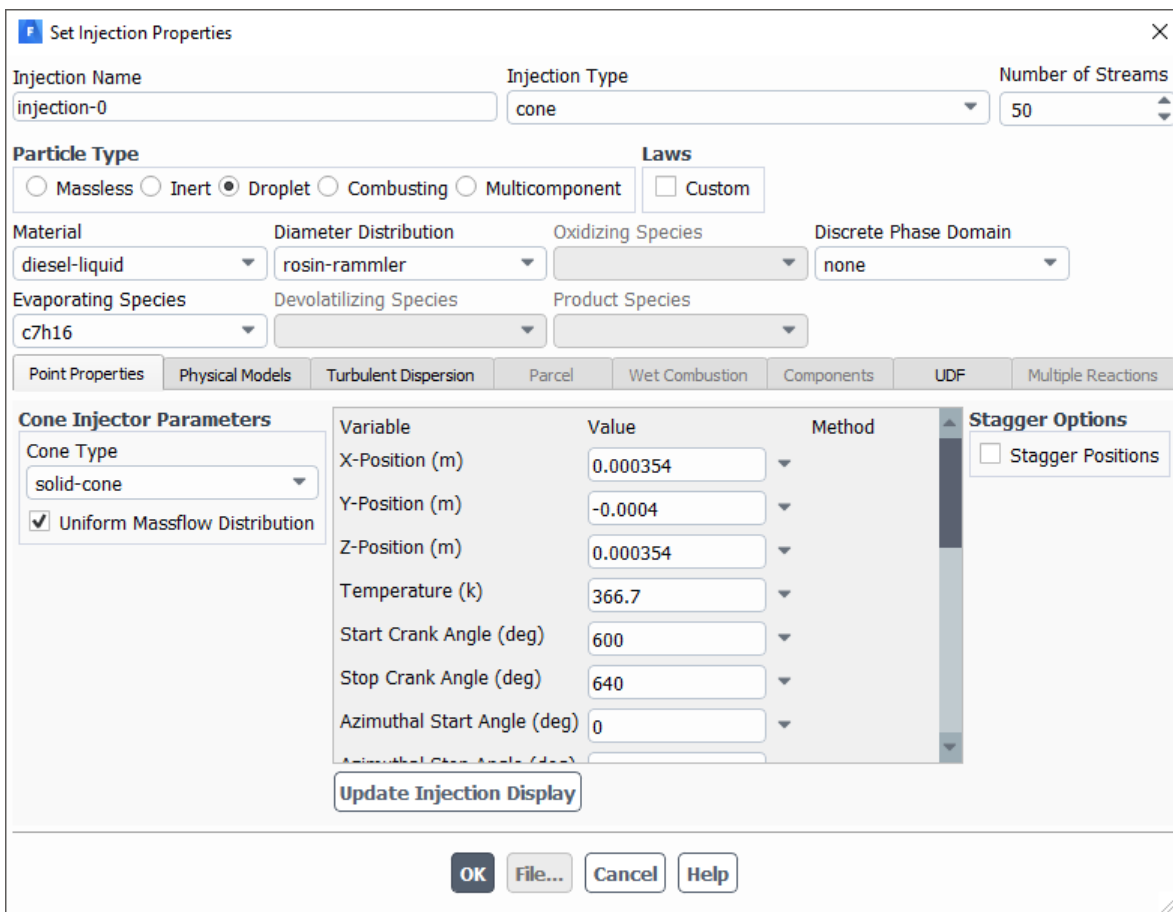 F Set Injection Properties
Injection Name Injection Type Number of Streams
injection-0 cone 50
Particle Type Laws
Massless Inert Droplet Combusting Multicomponent Custom
Material Diameter Distribution Oxidizing Species Discrete Phase Domain
diesel-liquid rosin-rammler none
Evaporating Species Devolatilizing Species Product Species
c7h16
Point Properties Physical Models Turbulent Dispersion Parcel Wet Combustion Components UDF Multiple Reactions
Cone Injector Parameters
Cone Type
solid-cone
Uniform Massflow Distribution
Variable Value Method
X-Position (m) 0.000354
Y-Position (m) -0.0004
Z-Position (m) 0.000354
Temperature (k) 366.7
Start Crank Angle (deg) 600
Stop Crank Angle (deg) 640
Azimuthal Start Angle (deg) 0
Azimuthal Stop Angle (deg)
Stagger Options
Stagger Positions
Update Injection Display
OK File... Cancel Help